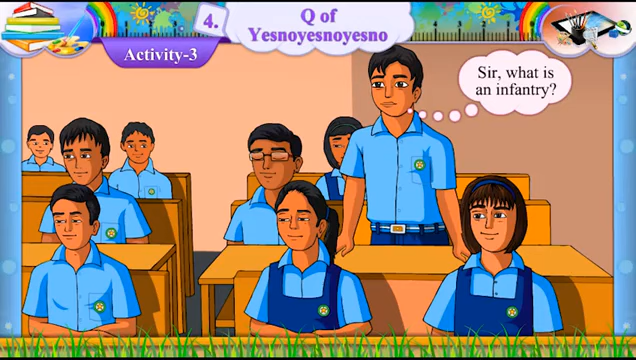 4.
Q of
Yesnoyesnoyesno
Activity-3
Sir, what is
an infantry?